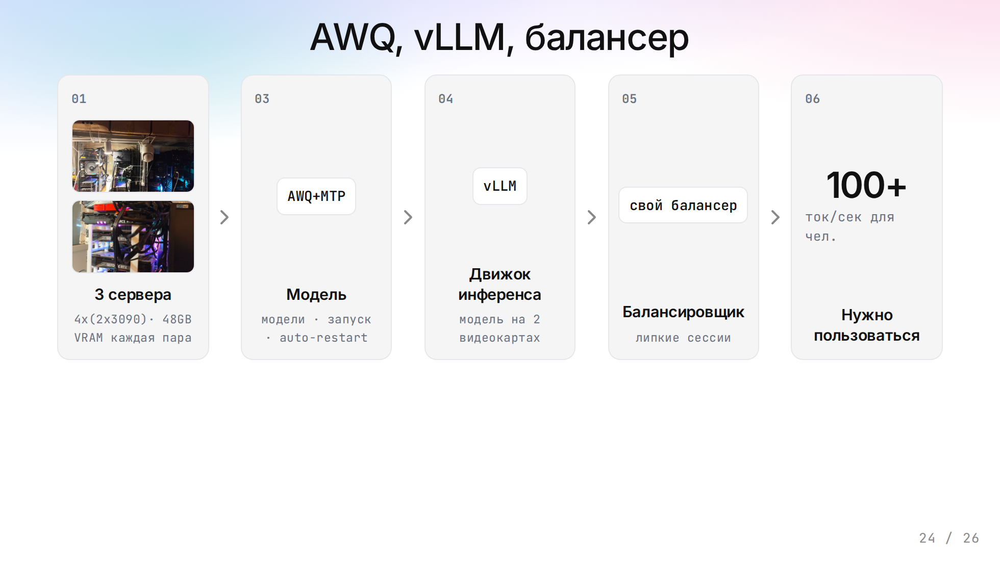 AWQ, vLLM, балансер
01
3 сервера
4x(2x3090)· 48GB
VRAM каждая пара
03
AWQ+MTP
Модель
модели · запуск
· auto-restart
04
vLLM
Движок
инференса
модель на 2
видеокартах
05
свой балансер
Балансировщик
липкие сессии
06
100+
ток/сек для
чел.
Нужно
пользоваться
24 / 26